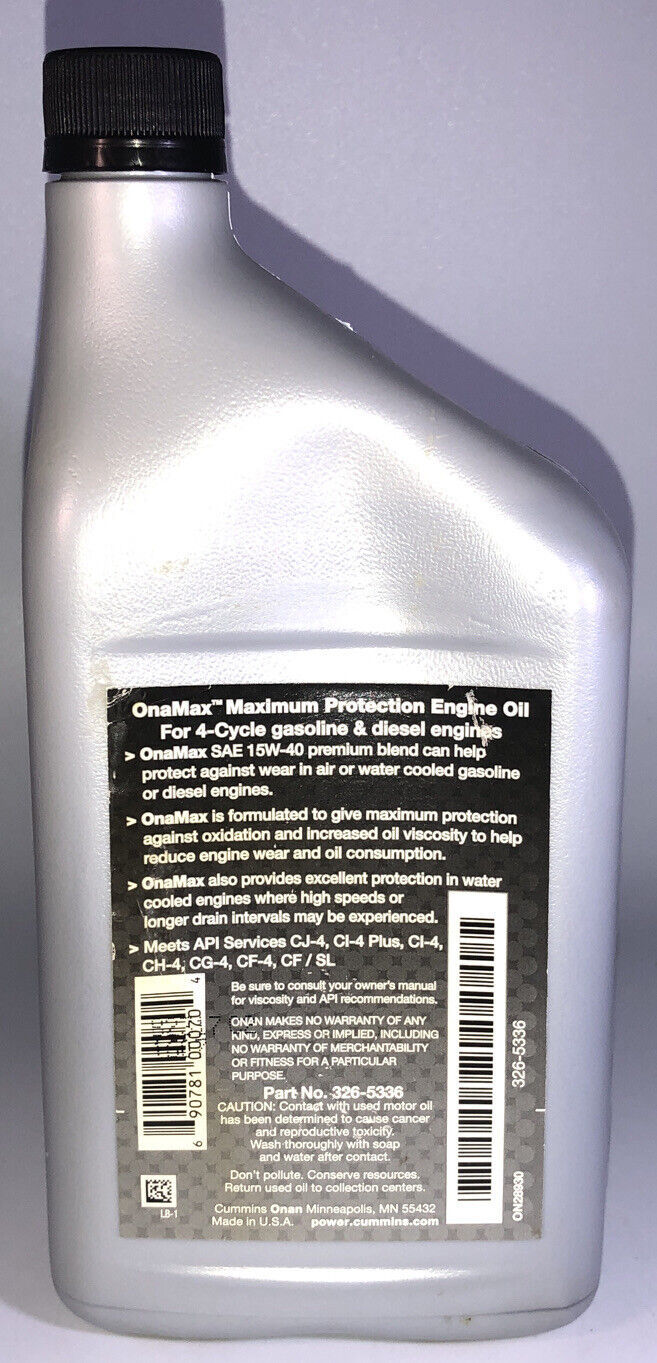 OnaMax™ Maximum Protection Engine Oil
For 4-Cycle gasoline & diesel engines
> OnaMax SAE 15W-40 premium blend can help
protect against wear in air or water cooled gasoline
or diesel engines.
> OnaMax is formulated to give maximum protection
against oxidation and increased oil viscosity to help
reduce engine wear and oil consumption.
> OnaMax also provides excellent protection in water
cooled engines where high speeds or
longer drain intervals may be experienced.
> Meets API Services CJ-4, CI-4 Plus, CI-4,
CH-4, CG-4, CF-4, CF / SL
Be sure to consult your owner's manual
for viscosity and API recommendations.
ONAN MAKES NO WARRANTY OF ANY
KIND, EXPRESS OR IMPLIED, INCLUDING
NO WARRANTY OF MERCHANTABILITY
OR FITNESS FOR A PARTICULAR
PURPOSE.
Part No. 326-5336
CAUTION: Contact with used motor oil
has been determined to cause cancer
and reproductive toxicity.
Wash thoroughly with soap
and water after contact.
Don't pollute. Conserve resources.
Return used oil to collection centers.
Cummins Onan Minneapolis, MN 55432
Made in U.S.A. power.cummins.com
6 90781 00070 4
LB-1
326-5336
ON28930